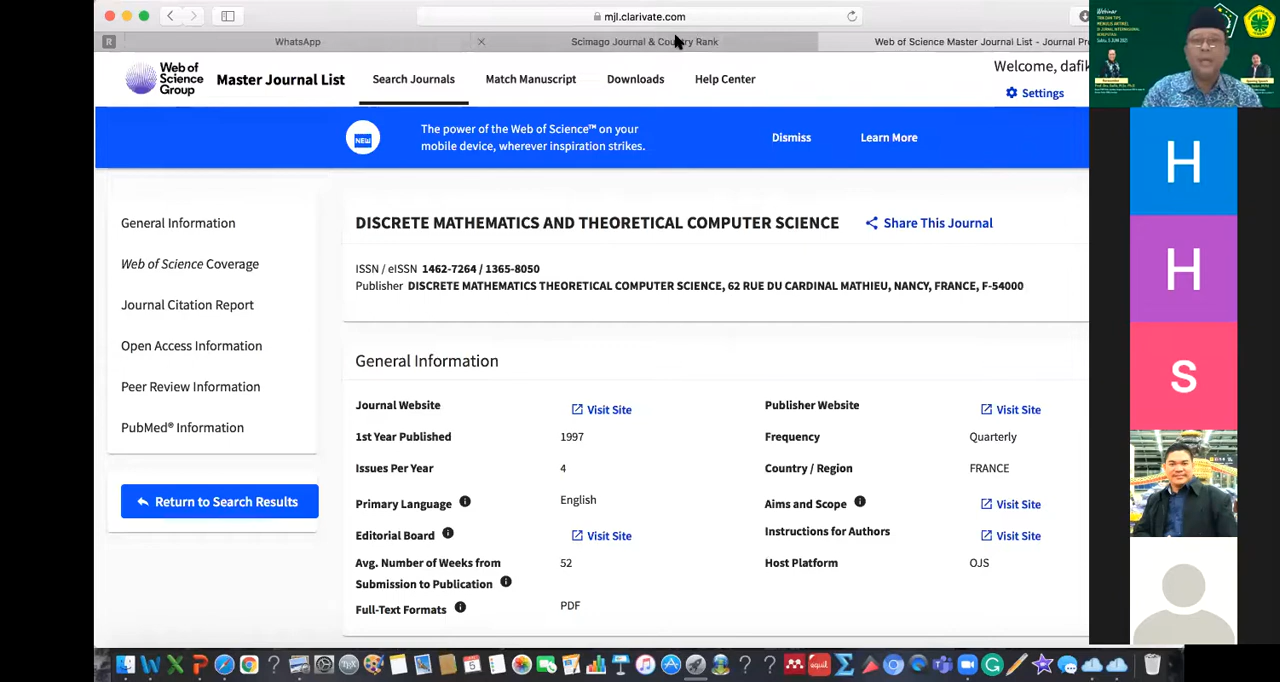 mjl.clarivate.com
R
WhatsApp
Scimago Journal & Country Rank
Web of Science Master Journal List - Journal Pr
Web of Science Group
Master Journal List
Search Journals
Match Manuscript
Downloads
Help Center
Welcome, dafik
Settings
NEW
The power of the Web of Science™ on your
mobile device, wherever inspiration strikes.
Dismiss
Learn More
General Information
Web of Science Coverage
Journal Citation Report
Open Access Information
Peer Review Information
PubMed® Information
Return to Search Results
DISCRETE MATHEMATICS AND THEORETICAL COMPUTER SCIENCE
Share This Journal
ISSN / eISSN 1462-7264 / 1365-8050
Publisher DISCRETE MATHEMATICS THEORETICAL COMPUTER SCIENCE, 62 RUE DU CARDINAL MATHIEU, NANCY, FRANCE, F-54000
General Information
Journal Website Visit Site
Publisher Website Visit Site
1st Year Published 1997
Frequency Quarterly
Issues Per Year 4
Country / Region FRANCE
Primary Language English
Aims and Scope Visit Site
Editorial Board Visit Site
Instructions for Authors Visit Site
Avg. Number of Weeks from
Submission to Publication 52
Host Platform OJS
Full-Text Formats PDF
Webinar
H
H
S